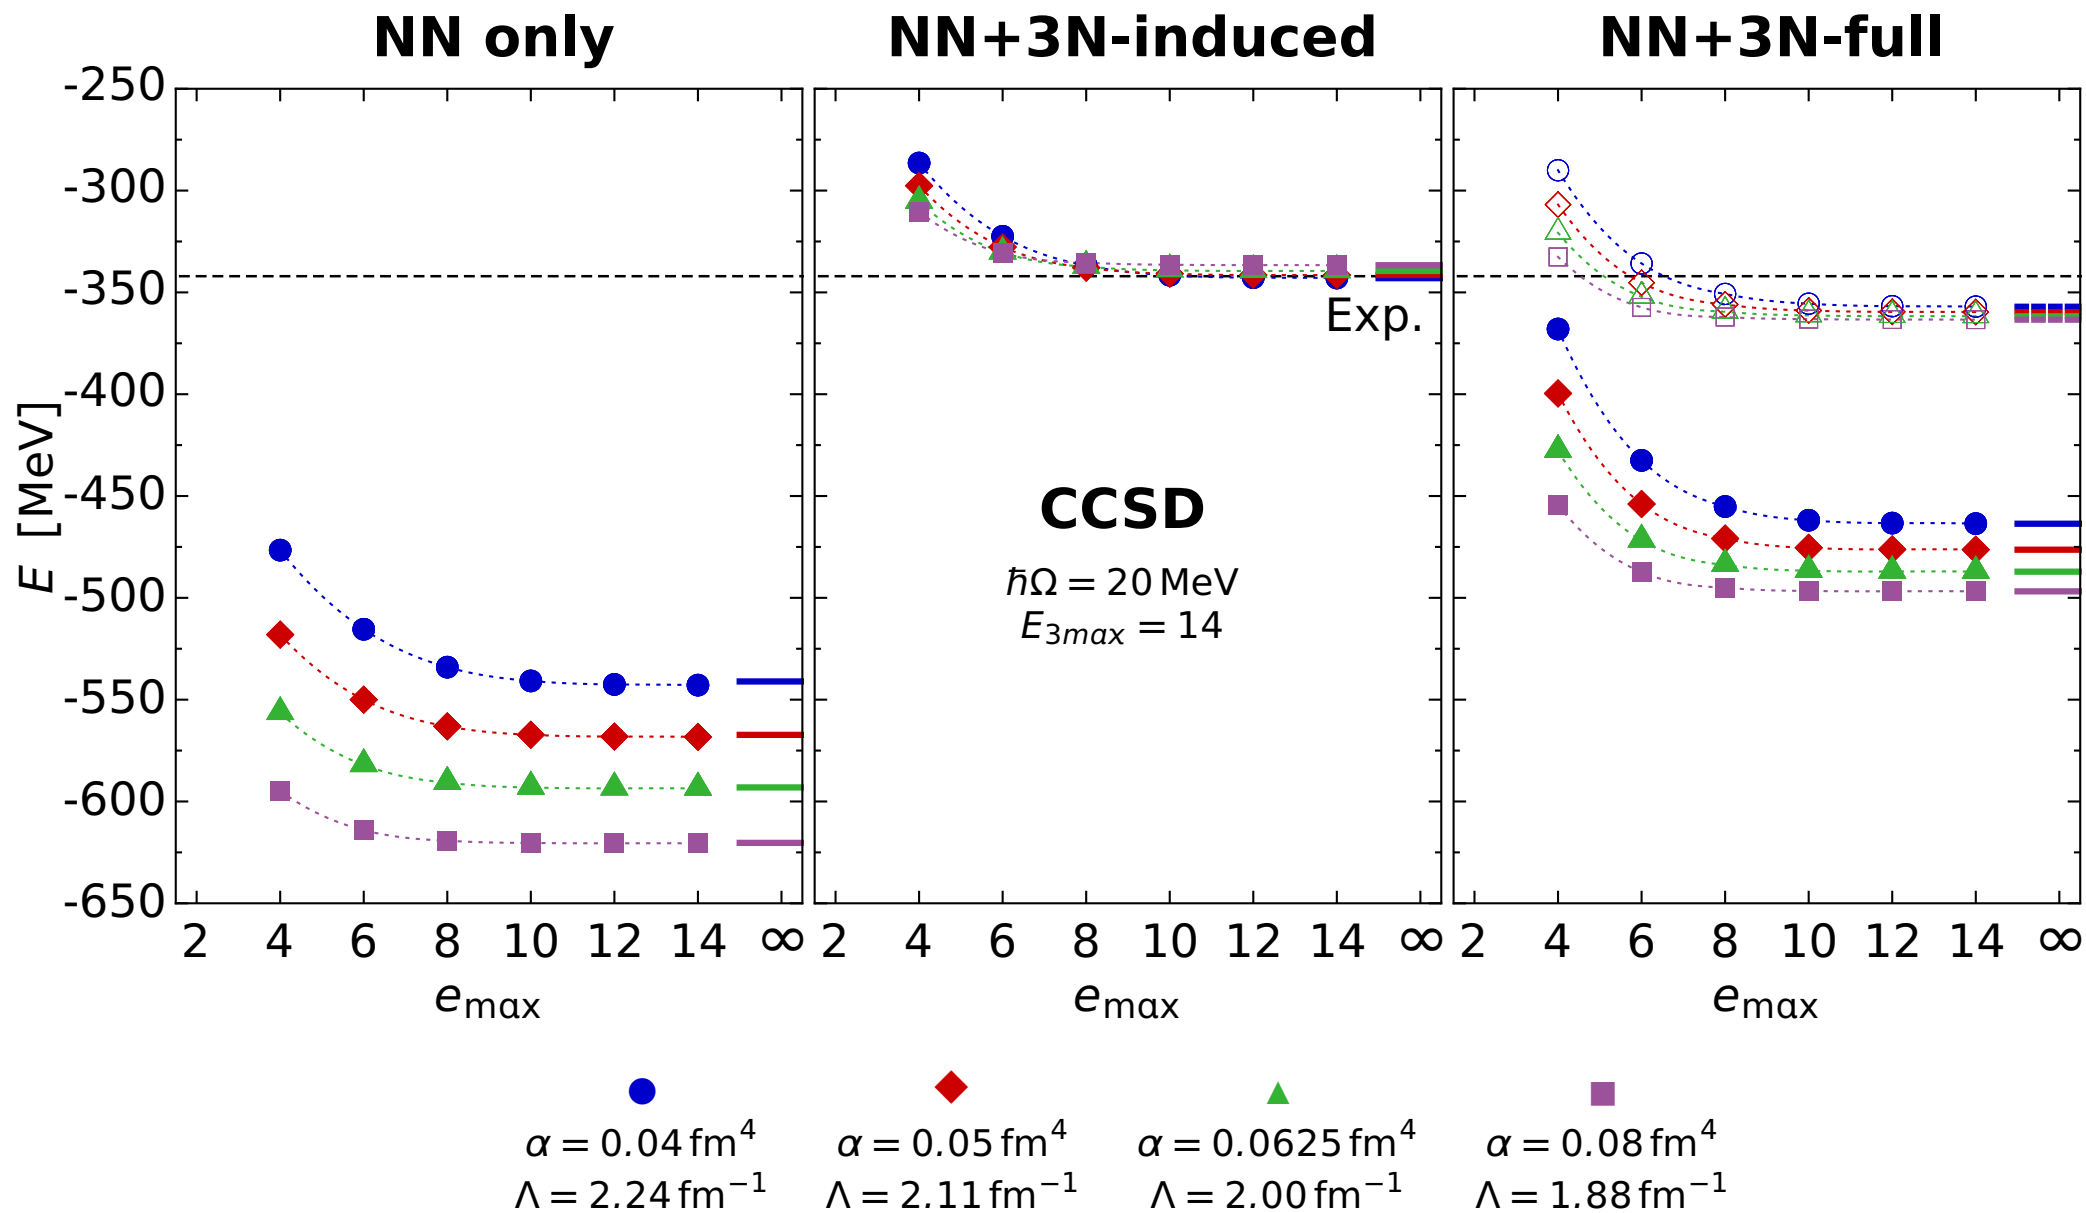 NN only NN+3N-induced NN+3N-full
-250
-300
-350
-400
-450
-500
-550
-600
-650
E [MeV]
Exp.
CCSD
ℏΩ = 20 MeV
E₃ₘₐₓ = 14
2 4 6 8 10 12 14 ∞ 2 4 6 8 10 12 14 ∞ 2 4 6 8 10 12 14 ∞
eₘₐₓ eₘₐₓ eₘₐₓ
α = 0.04 fm⁴ α = 0.05 fm⁴ α = 0.0625 fm⁴ α = 0.08 fm⁴
Λ = 2.24 fm⁻¹ Λ = 2.11 fm⁻¹ Λ = 2.00 fm⁻¹ Λ = 1.88 fm⁻¹